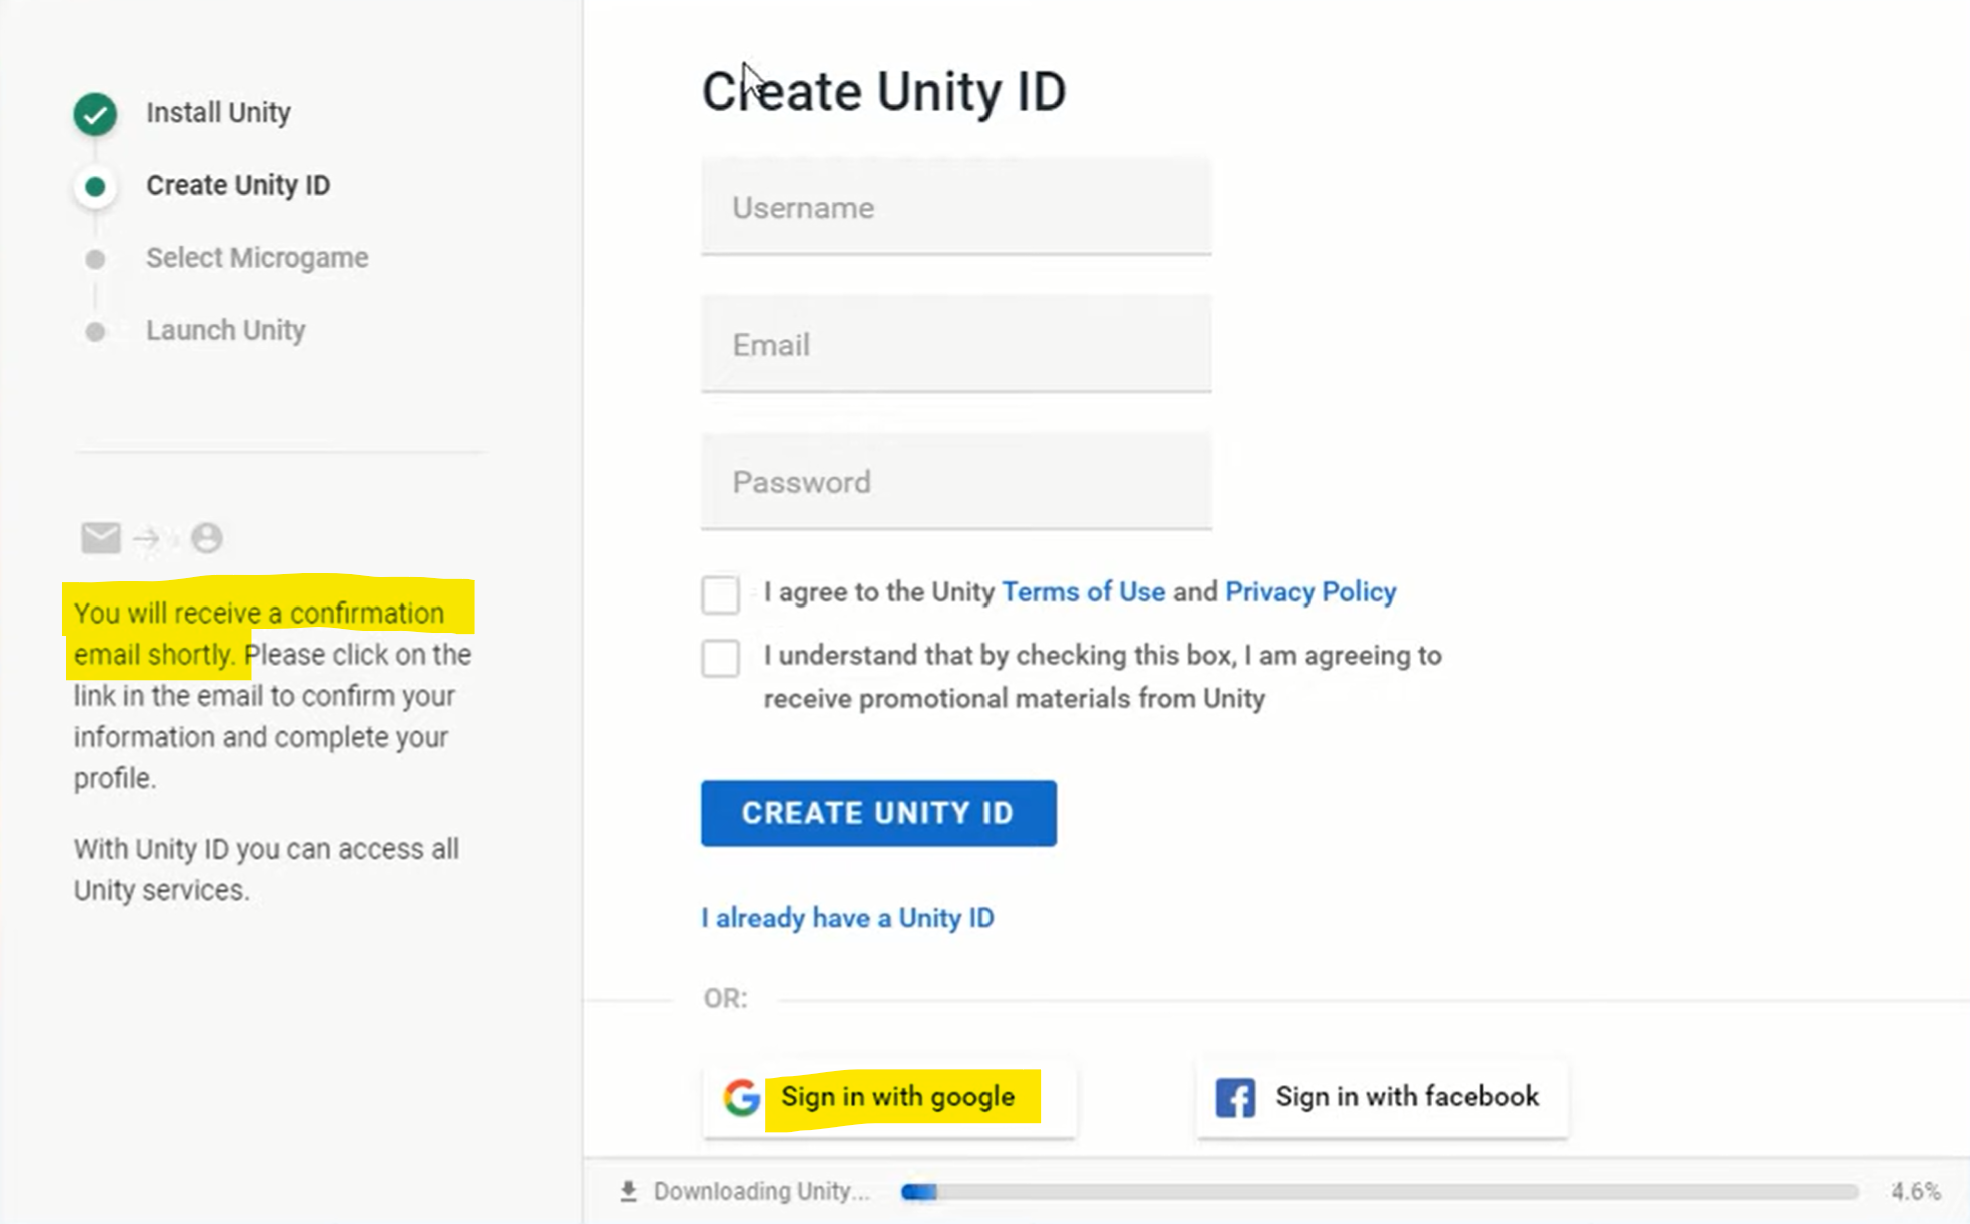 Install Unity
Create Unity ID
Select Microgame
Launch Unity
You will receive a confirmation
email shortly. Please click on the
link in the email to confirm your
information and complete your
profile.
With Unity ID you can access all
Unity services.
Create Unity ID
Username
Email
Password
I agree to the Unity Terms of Use and Privacy Policy
I understand that by checking this box, I am agreeing to
receive promotional materials from Unity
CREATE UNITY ID
I already have a Unity ID
OR:
Sign in with google
Sign in with facebook
Downloading Unity... 4.6%